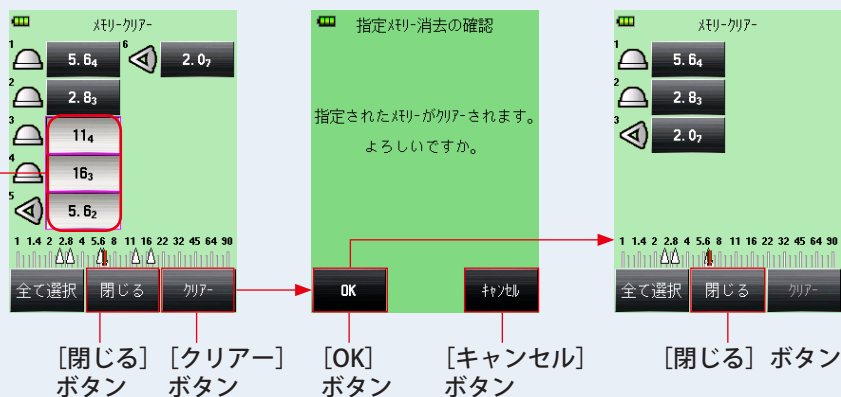 メモリークリアー
1 5.64 6 2.07
2 2.83
3 114
4 163
5 5.62
1 1.4 2 2.8 4 5.6 8 11 16 22 32 45 64 90
全て選択 閉じる クリアー
［閉じる］ボタン
［クリアー］ボタン
指定メモリー消去の確認
指定されたメモリーがクリアーされます。
よろしいですか。
OK キャンセル
［OK］ボタン
［キャンセル］ボタン
メモリークリアー
1 5.64
2 2.83
3 2.07
1 1.4 2 2.8 4 5.6 8 11 16 22 32 45 64 90
全て選択 閉じる クリアー
［閉じる］ボタン